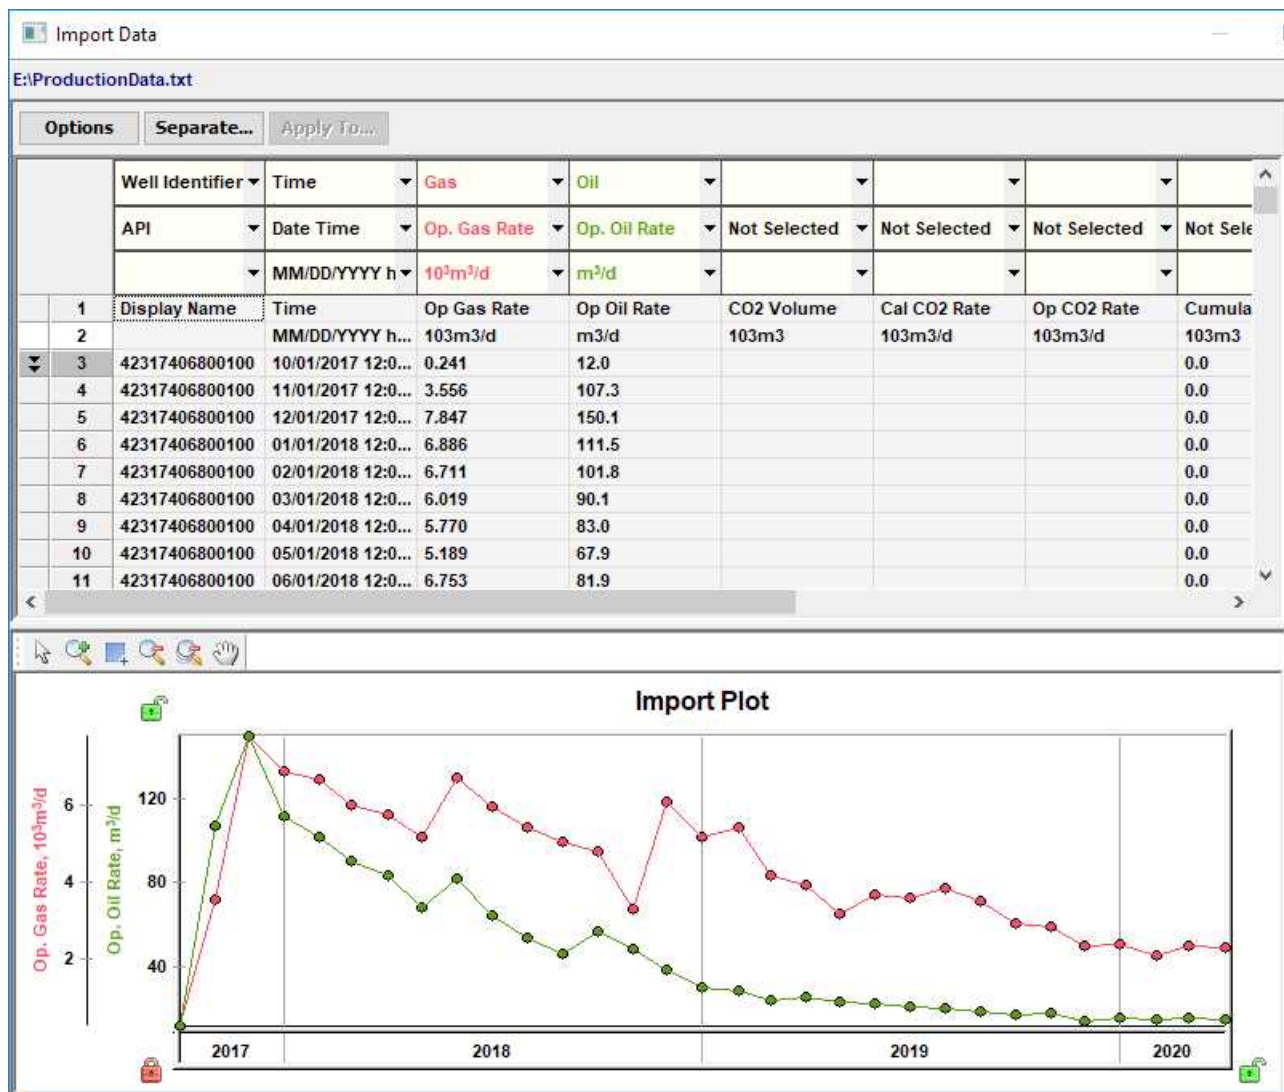 Import Data
E:\ProductionData.txt
Options Separate... Apply To...
Well Identifier Time Gas Oil
API Date Time Op. Gas Rate Op. Oil Rate Not Selected Not Selected Not Selected Not Sele
MM/DD/YYYY h 10³m³/d m³/d
1 Display Name Time Op Gas Rate Op Oil Rate CO2 Volume Cal CO2 Rate Op CO2 Rate Cumula
2 MM/DD/YYYY h... 103m3/d m3/d 103m3 103m3/d 103m3/d 103m3
3 42317406800100 10/01/2017 12:0... 0.241 12.0 0.0
4 42317406800100 11/01/2017 12:0... 3.556 107.3 0.0
5 42317406800100 12/01/2017 12:0... 7.847 150.1 0.0
6 42317406800100 01/01/2018 12:0... 6.886 111.5 0.0
7 42317406800100 02/01/2018 12:0... 6.711 101.8 0.0
8 42317406800100 03/01/2018 12:0... 6.019 90.1 0.0
9 42317406800100 04/01/2018 12:0... 5.770 83.0 0.0
10 42317406800100 05/01/2018 12:0... 5.189 67.9 0.0
11 42317406800100 06/01/2018 12:0... 6.753 81.9 0.0
Import Plot
Op. Gas Rate, 10³m³/d
6
4
2
Op. Oil Rate, m³/d
120
80
40
2017 2018 2019 2020